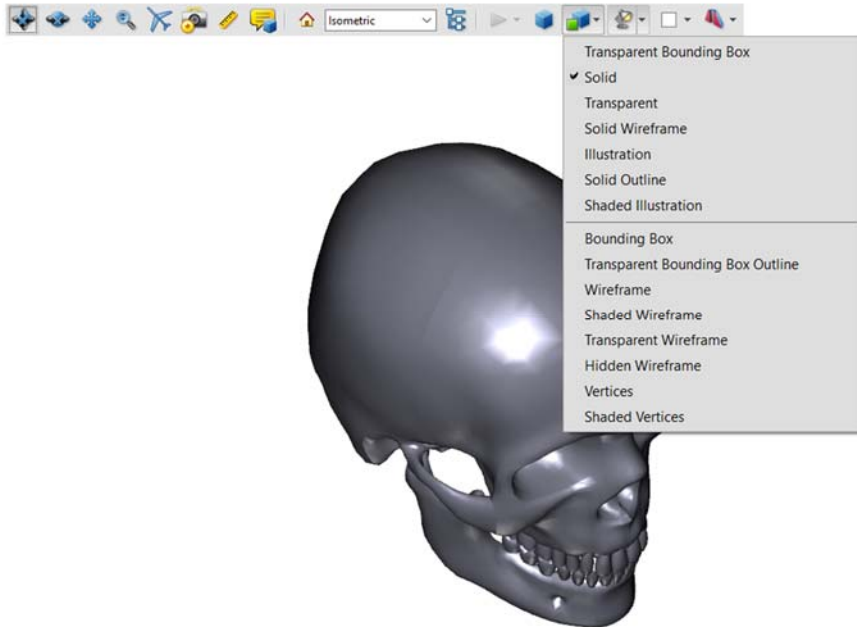 Isometric
Transparent Bounding Box
Solid
Transparent
Solid Wireframe
Illustration
Solid Outline
Shaded Illustration
Bounding Box
Transparent Bounding Box Outline
Wireframe
Shaded Wireframe
Transparent Wireframe
Hidden Wireframe
Vertices
Shaded Vertices